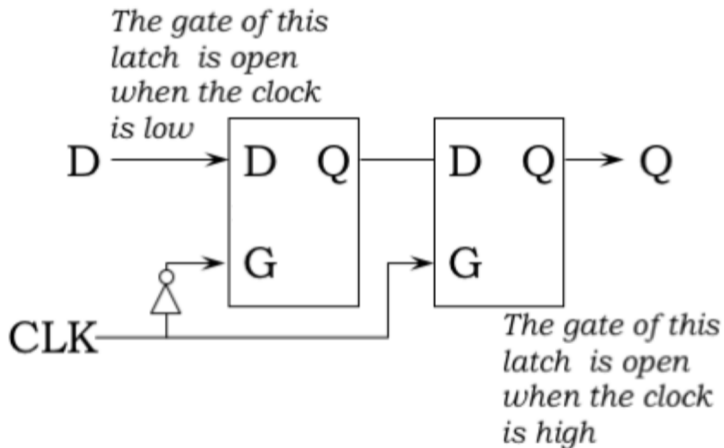 The gate of this
latch is open
when the clock
is low
D
D Q
D Q
Q
G
G
CLK
The gate of this
latch is open
when the clock
is high